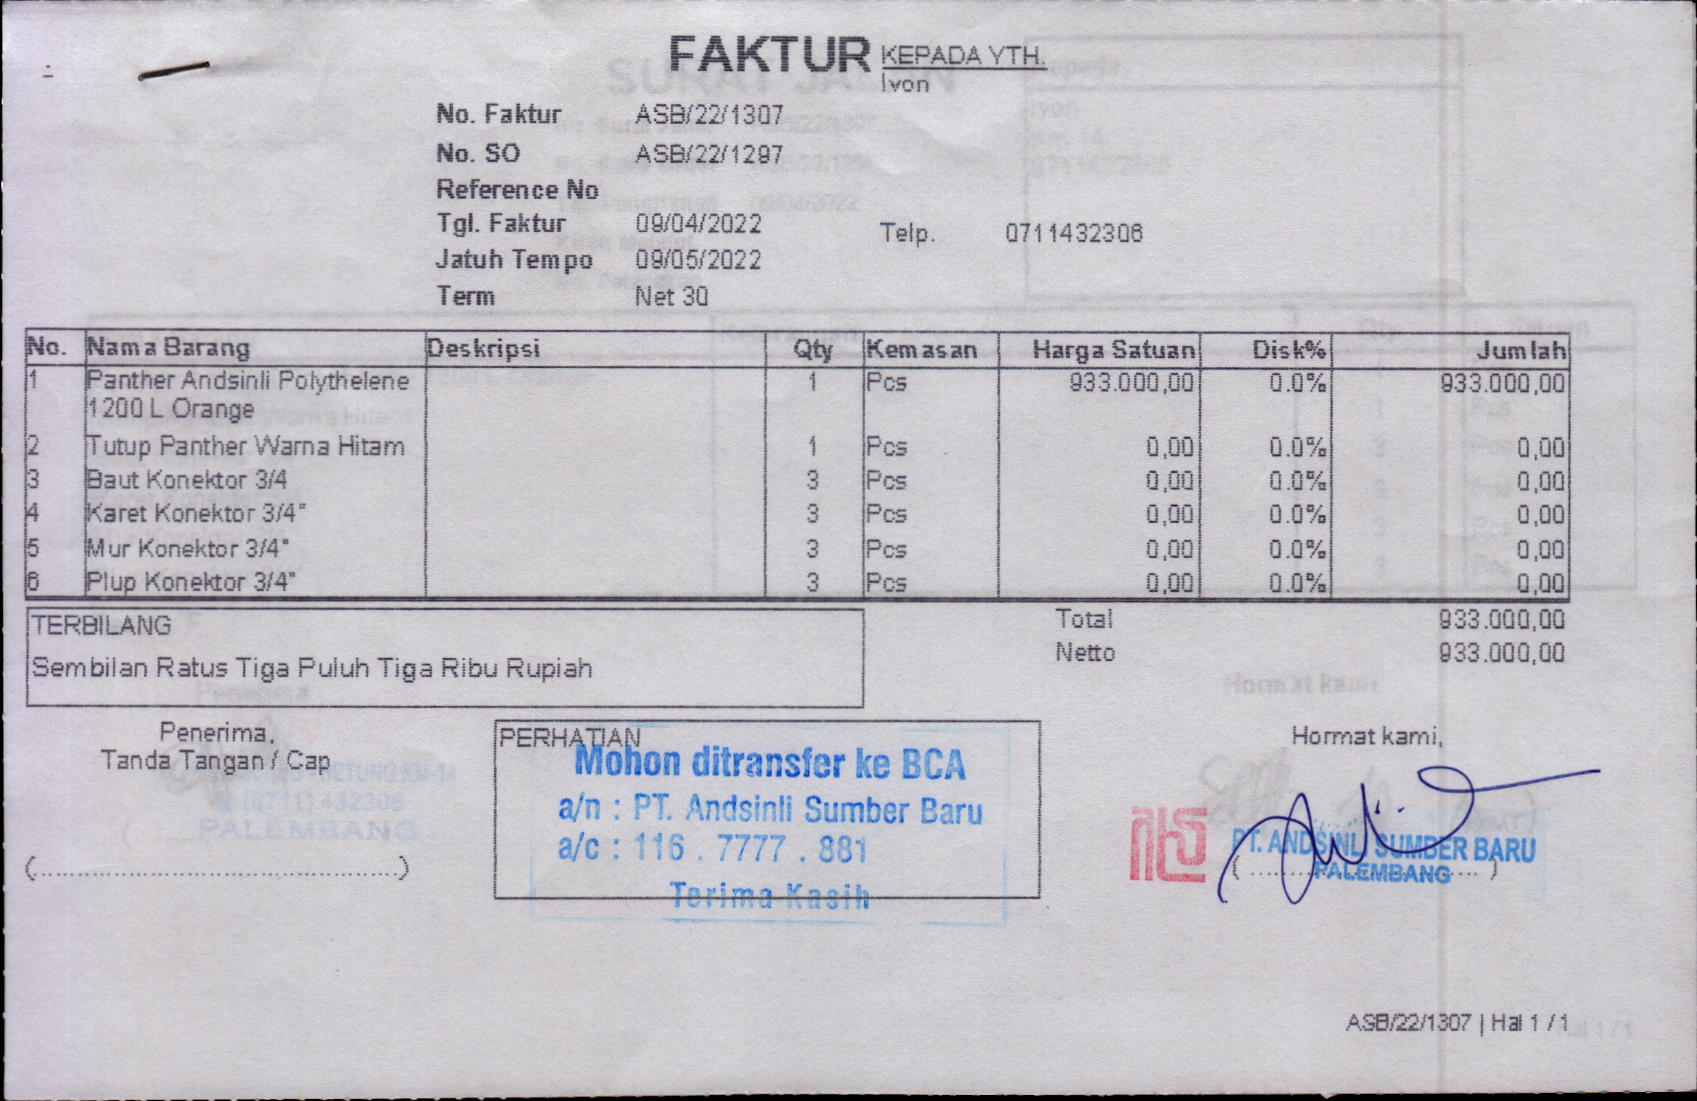 FAKTUR
KEPADA YTH.
Ivon
No. Faktur ASB/22/1307
No. SO ASB/22/1297
Reference No
Tgl. Faktur 09/04/2022
Telp. 0711432306
Jatuh Tempo 09/05/2022
Term Net 30
No. Nama Barang Deskripsi Qty Kemasan Harga Satuan Disk% Jumlah
1 Panther Andsinli Polythelene 1 Pcs 933.000,00 0.0% 933.000,00
1200 L Orange
2 Tutup Panther Warna Hitam 1 Pcs 0,00 0.0% 0,00
3 Baut Konektor 3/4 3 Pcs 0,00 0.0% 0,00
4 Karet Konektor 3/4" 3 Pcs 0,00 0.0% 0,00
5 Mur Konektor 3/4" 3 Pcs 0,00 0.0% 0,00
6 Plup Konektor 3/4" 3 Pcs 0,00 0.0% 0,00
TERBILANG
Sembilan Ratus Tiga Puluh Tiga Ribu Rupiah
Total 933.000,00
Netto 933.000,00
Penerima,
Tanda Tangan / Cap
(................................................)
PERHATIAN
Mohon ditransfer ke BCA
a/n : PT. Andsinli Sumber Baru
a/c : 116 . 7777 . 881
Terima Kasih
Hormat kami,
PT. ANDSINLI SUMBER BARU
PALEMBANG
ASB/22/1307 | Hal 1 / 1